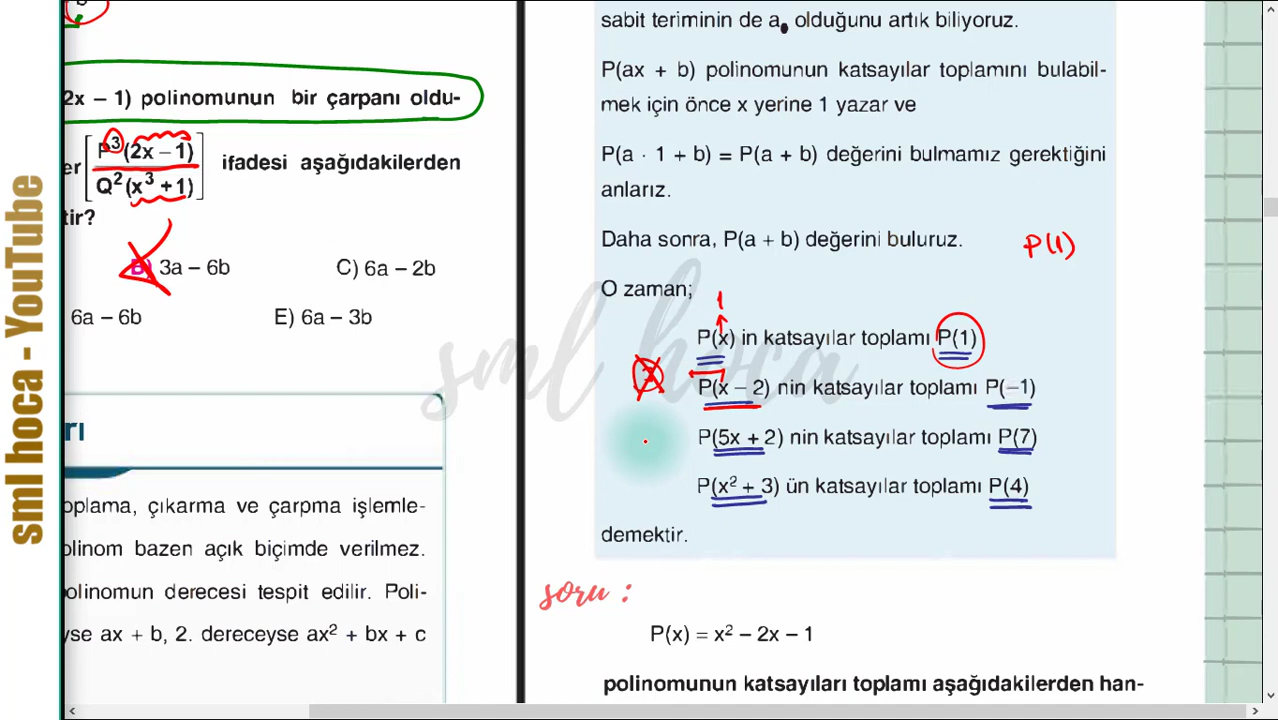 sml hoca - YouTube
2x – 1) polinomunun bir çarpanı oldu-
er [P³(2x – 1) / Q²(x³ + 1)] ifadesi aşağıdakilerden
tir?
B) 3a – 6b
C) 6a – 2b
6a – 6b
E) 6a – 3b
rı
oplama, çıkarma ve çarpma işlemle-
olinom bazen açık biçimde verilmez.
olinomun derecesi tespit edilir. Poli-
yse ax + b, 2. dereceyse ax² + bx + c
sabit teriminin de a₀ olduğunu artık biliyoruz.
P(ax + b) polinomunun katsayılar toplamını bulabil-
mek için önce x yerine 1 yazar ve
P(a · 1 + b) = P(a + b) değerini bulmamız gerektiğini
anlarız.
Daha sonra, P(a + b) değerini buluruz.
P(1)
O zaman;
1
P(x) in katsayılar toplamı P(1)
P(x – 2) nin katsayılar toplamı P(–1)
P(5x + 2) nin katsayılar toplamı P(7)
P(x² + 3) ün katsayılar toplamı P(4)
demektir.
sml hoca
soru :
P(x) = x² – 2x – 1
polinomunun katsayıları toplamı aşağıdakilerden han-